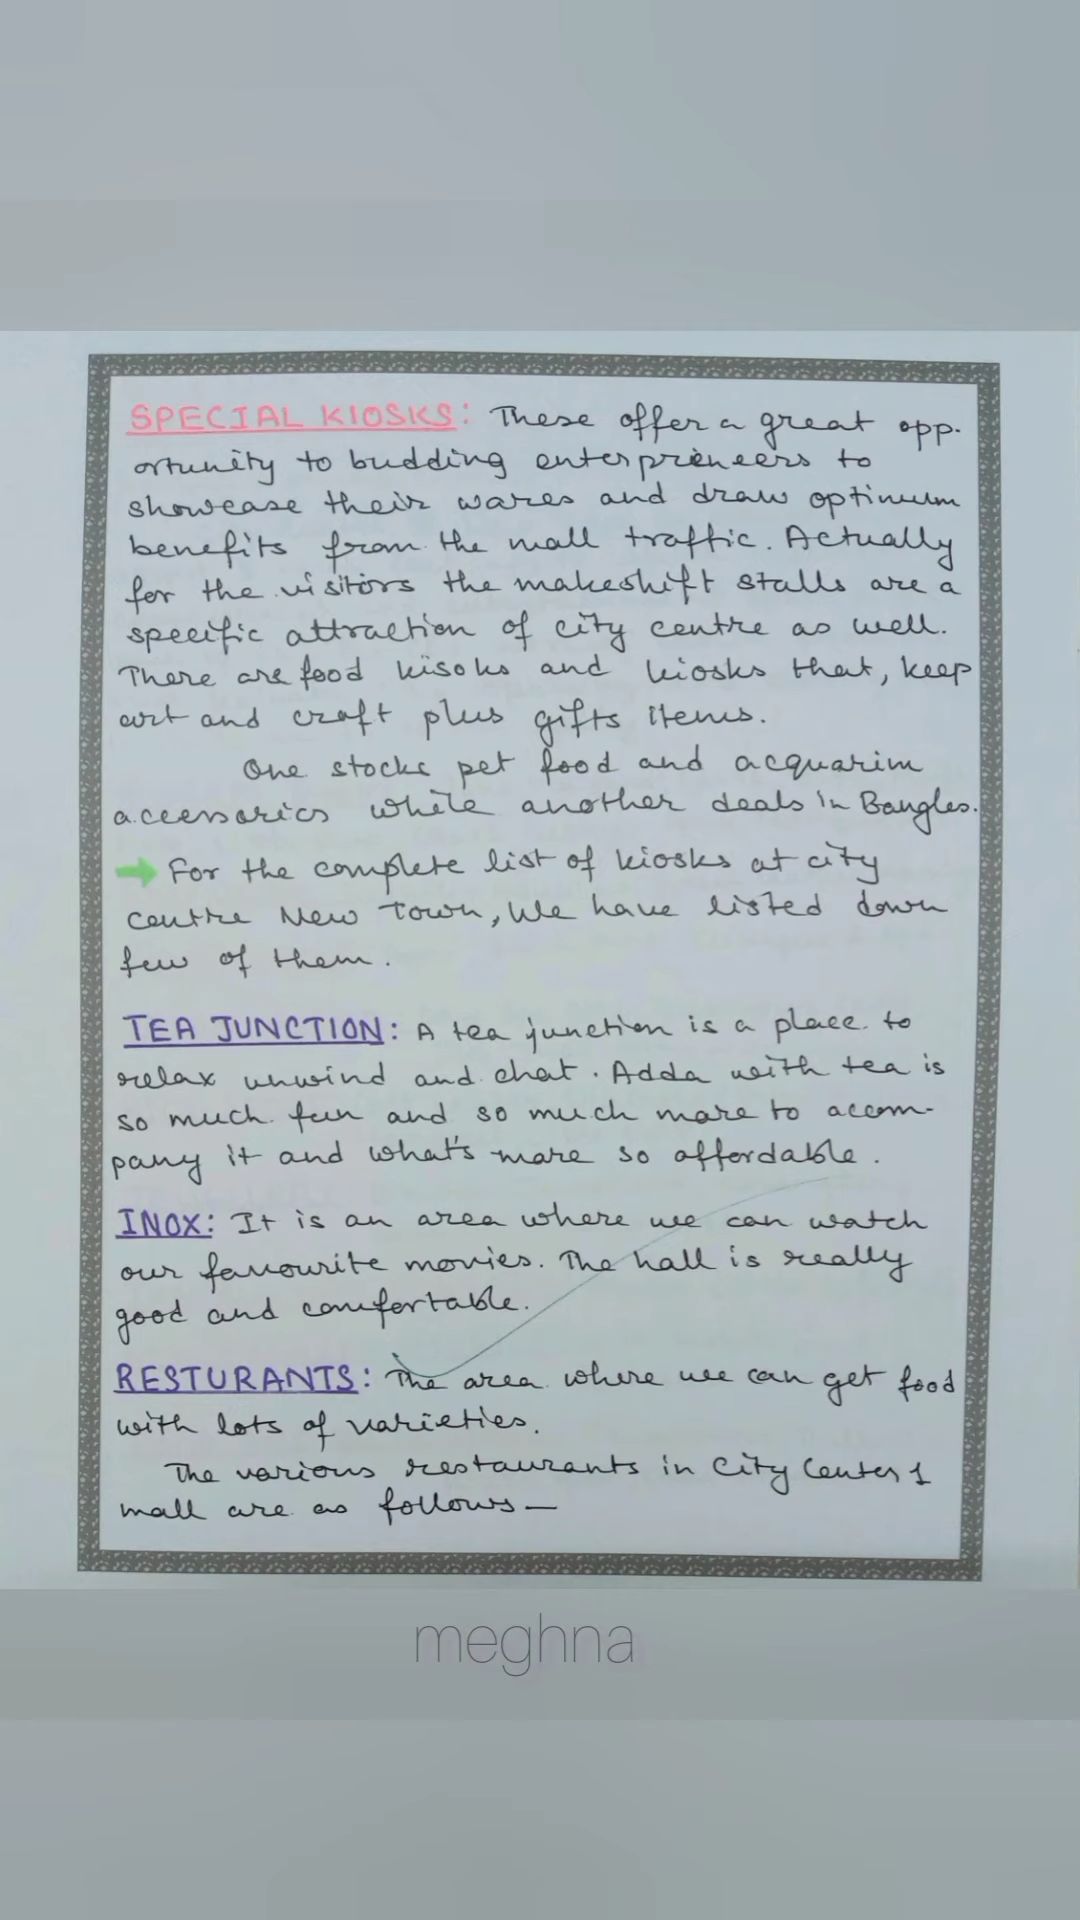 SPECIAL KIOSKS: These offer a great opp-
ortunity to budding enterpreneers to
showcase their wares and draw optimum
benefits from the mall traffic. Actually
for the visitors the makeshift stalls are a
specific attraction of city centre as well.
There are food kisoks and kiosks that, keep
art and craft plus gifts items.
One stocks pet food and acquarim
accessories while another deals in Bangles.
→ For the complete list of kiosks at city
centre New Town, We have listed down
few of them.
TEA JUNCTION: A tea junction is a place to
relax unwind and chat. Adda with tea is
so much fun and so much more to accom-
pany it and what's more so affordable.
INOX: It is an area where we can watch
our favourite movies. The hall is really
good and comfortable.
RESTURANTS: The area where we can get food
with lots of varieties.
The various restaurants in City Center 1
mall are as follows —
meghna